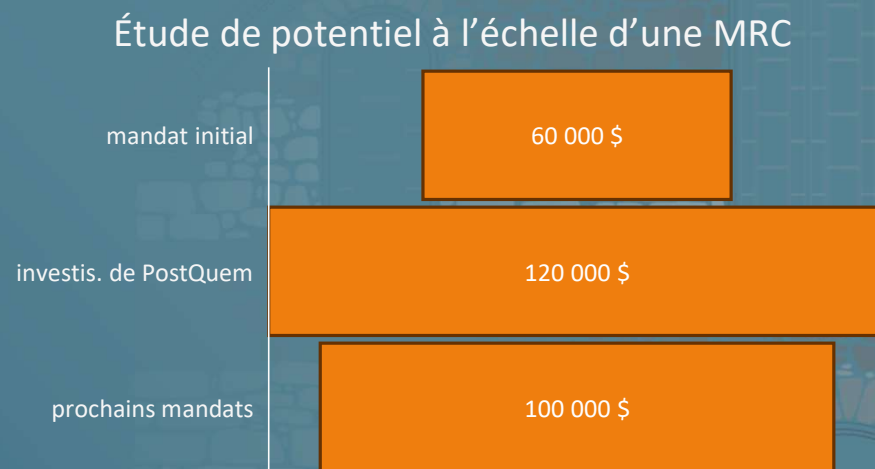 Étude de potentiel à l’échelle d’une MRC
mandat initial
60 000 $
investis. de PostQuem
120 000 $
prochains mandats
100 000 $